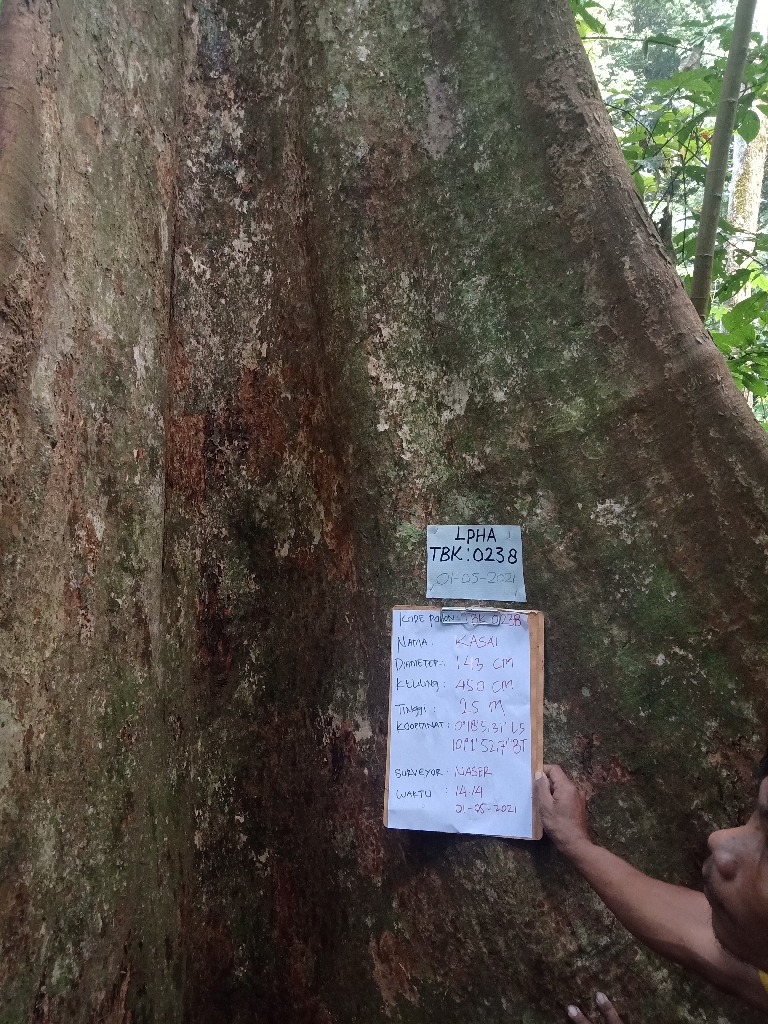 LPHA
TBK:0238
01-05-2021
KODE POHON: TBK 0238
NAMA: KASAI
DIAMETER: 143 CM
KELILING: 450 CM
TINGGI: 25 M
KOORDINAT: 0°18'5,31" LS
101°1'52,7" BT
SURVEYOR: NASER
WAKTU: 14.14
01-05-2021